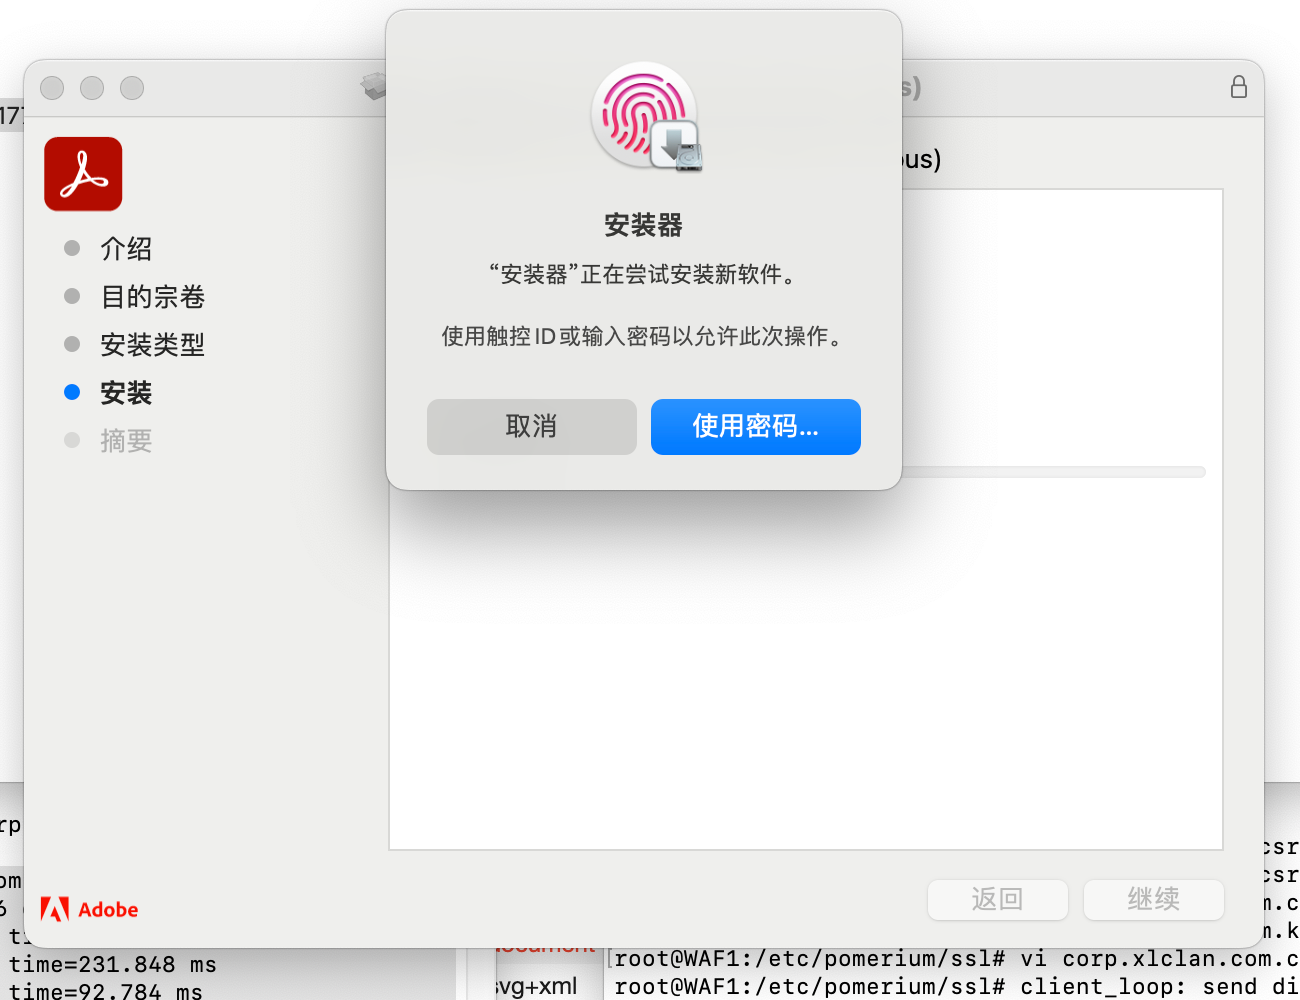 s)
177
ous)
介绍
目的宗卷
安装类型
安装
摘要
安装器
“安装器”正在尝试安装新软件。
使用触控 ID 或输入密码以允许此次操作。
取消
使用密码...
返回
继续
Adobe
rp
om
6
ti
time=231.848 ms
time=92.784 ms
svg+xml
csr
csr
m.c
m.k
root@WAF1:/etc/pomerium/ssl# vi corp.xlclan.com.c
root@WAF1:/etc/pomerium/ssl# client_loop: send di